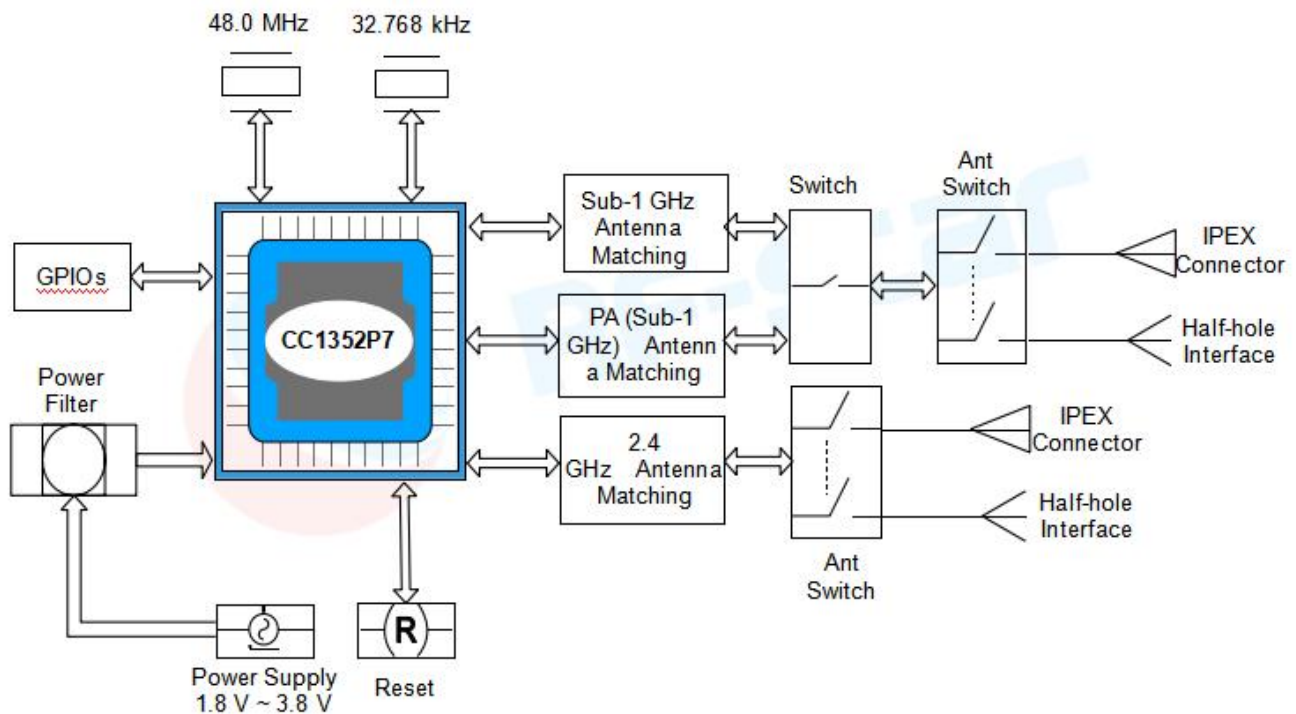 48.0 MHz
32.768 kHz
Sub-1 GHz
Antenna
Matching
Switch
Ant
Switch
IPEX
Connector
GPIOs
CC1352P7
PA (Sub-1
GHz) Antenn
a Matching
Half-hole
Interface
Power
Filter
2.4
GHz Antenna
Matching
IPEX
Connector
Half-hole
Interface
Ant
Switch
R
Power Supply
1.8 V ~ 3.8 V
Reset
RF-star